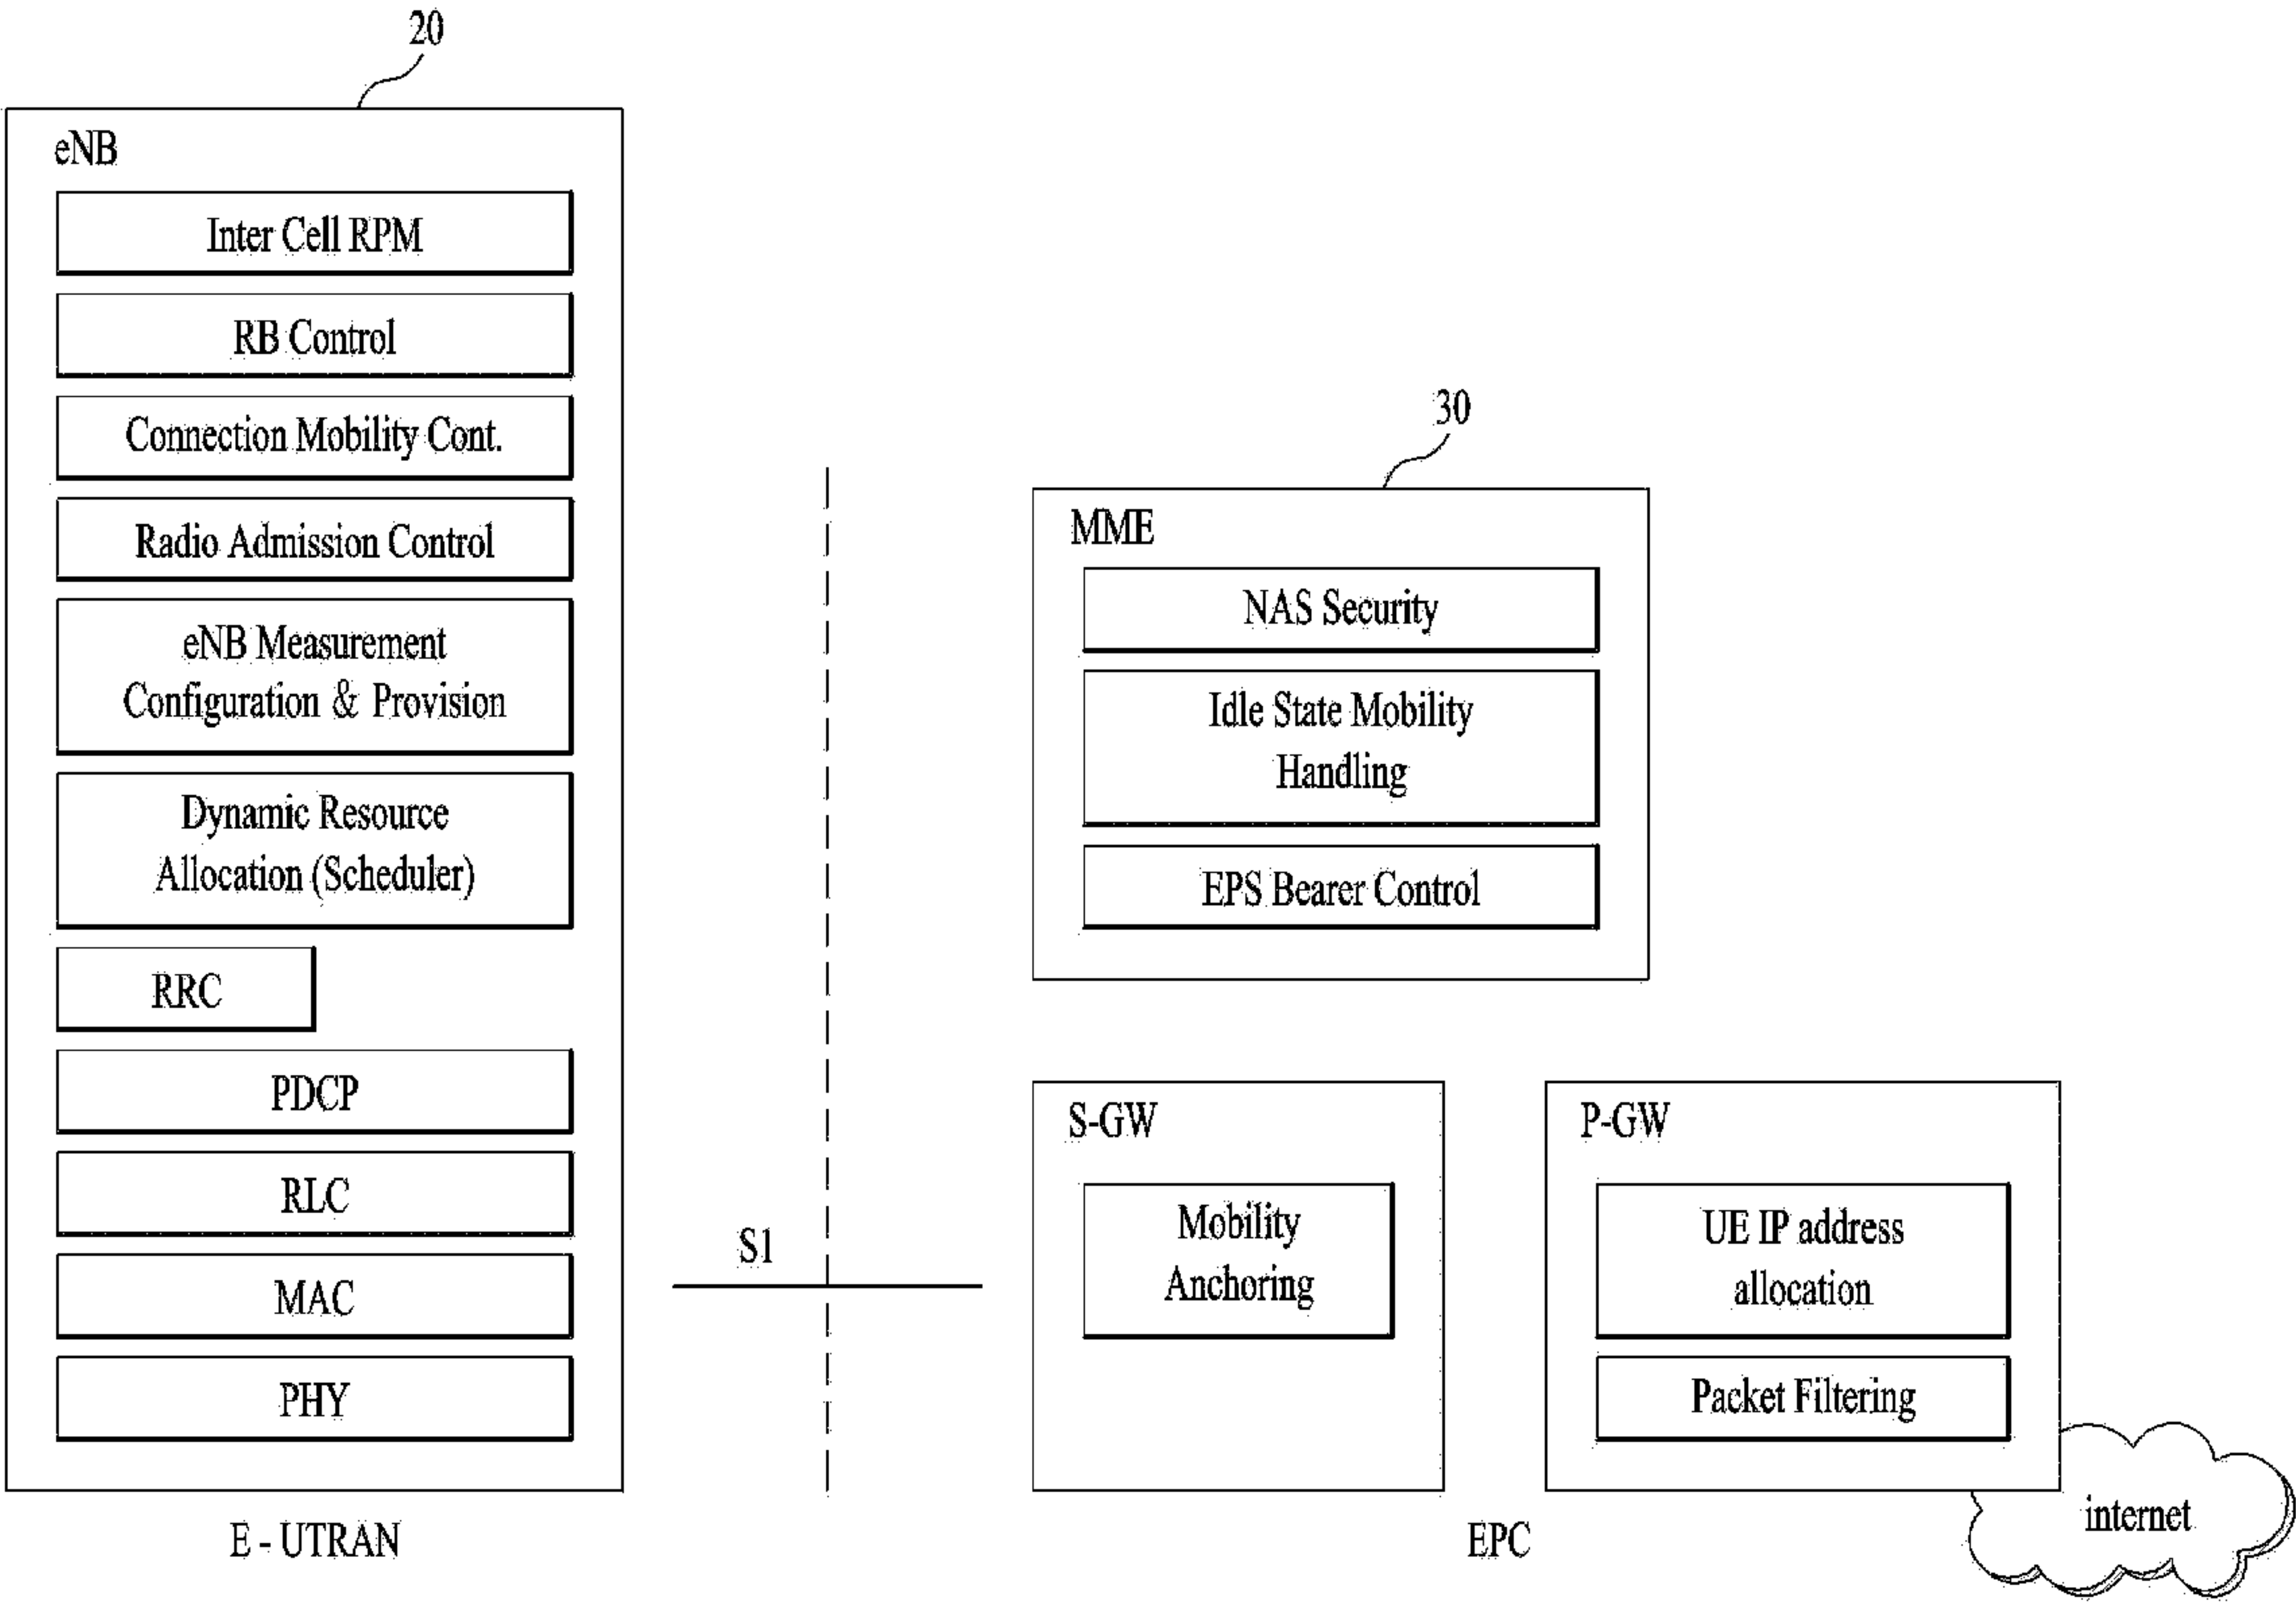 20
eNB
Inter Cell RPM
RB Control
Connection Mobility Cont.
Radio Admission Control
eNB Measurement
Configuration & Provision
Dynamic Resource
Allocation (Scheduler)
RRC
PDCP
RLC
MAC
PHY
E - UTRAN
S1
30
MME
NAS Security
Idle State Mobility
Handling
EPS Bearer Control
S-GW
Mobility
Anchoring
P-GW
UE IP address
allocation
Packet Filtering
internet
EPC